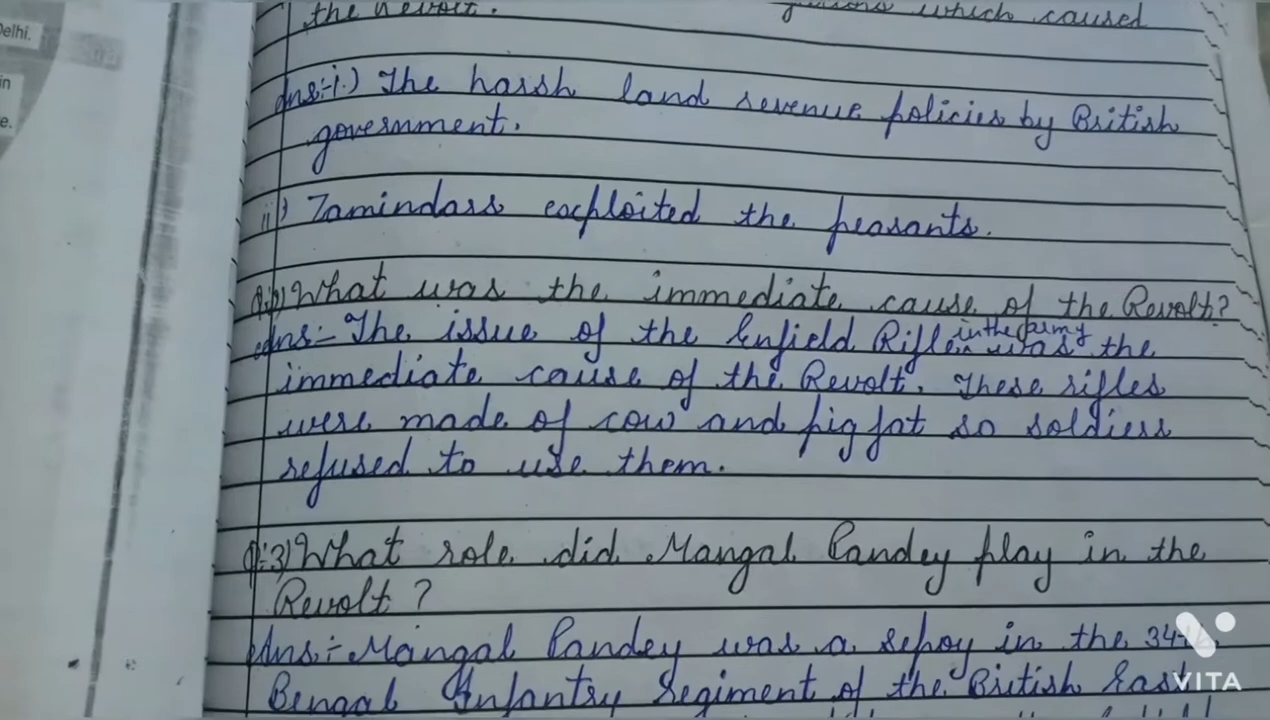 Delhi.
in
e.
the Revolt. which caused
Ans:-i.) The harsh land revenue policies by British
government.
ii) Zamindars exploited the peasants.
Q.2) What was the immediate cause of the Revolt?
Ans:- The issue of the Enfield Rifles in the army was the
immediate cause of the Revolt. These rifles
were made of cow and pig fat so soldiers
refused to use them.
Q:3) What role did Mangal Pandey play in the
Revolt?
Ans:- Mangal Pandey was a sepoy in the 34th
Bengal Infantry Regiment of the British East
VITA